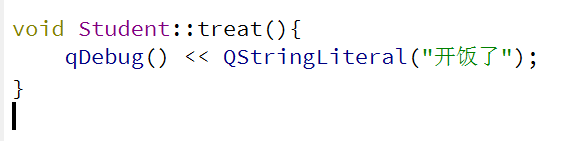 void Student::treat(){
    qDebug() << QStringLiteral("开饭了");
}